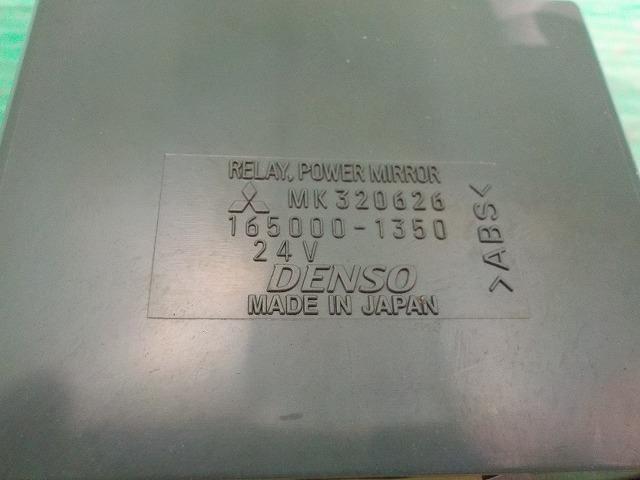 RELAY, POWER MIRROR
MK320626
165000-1350
24V
DENSO
MADE IN JAPAN
>ABS<